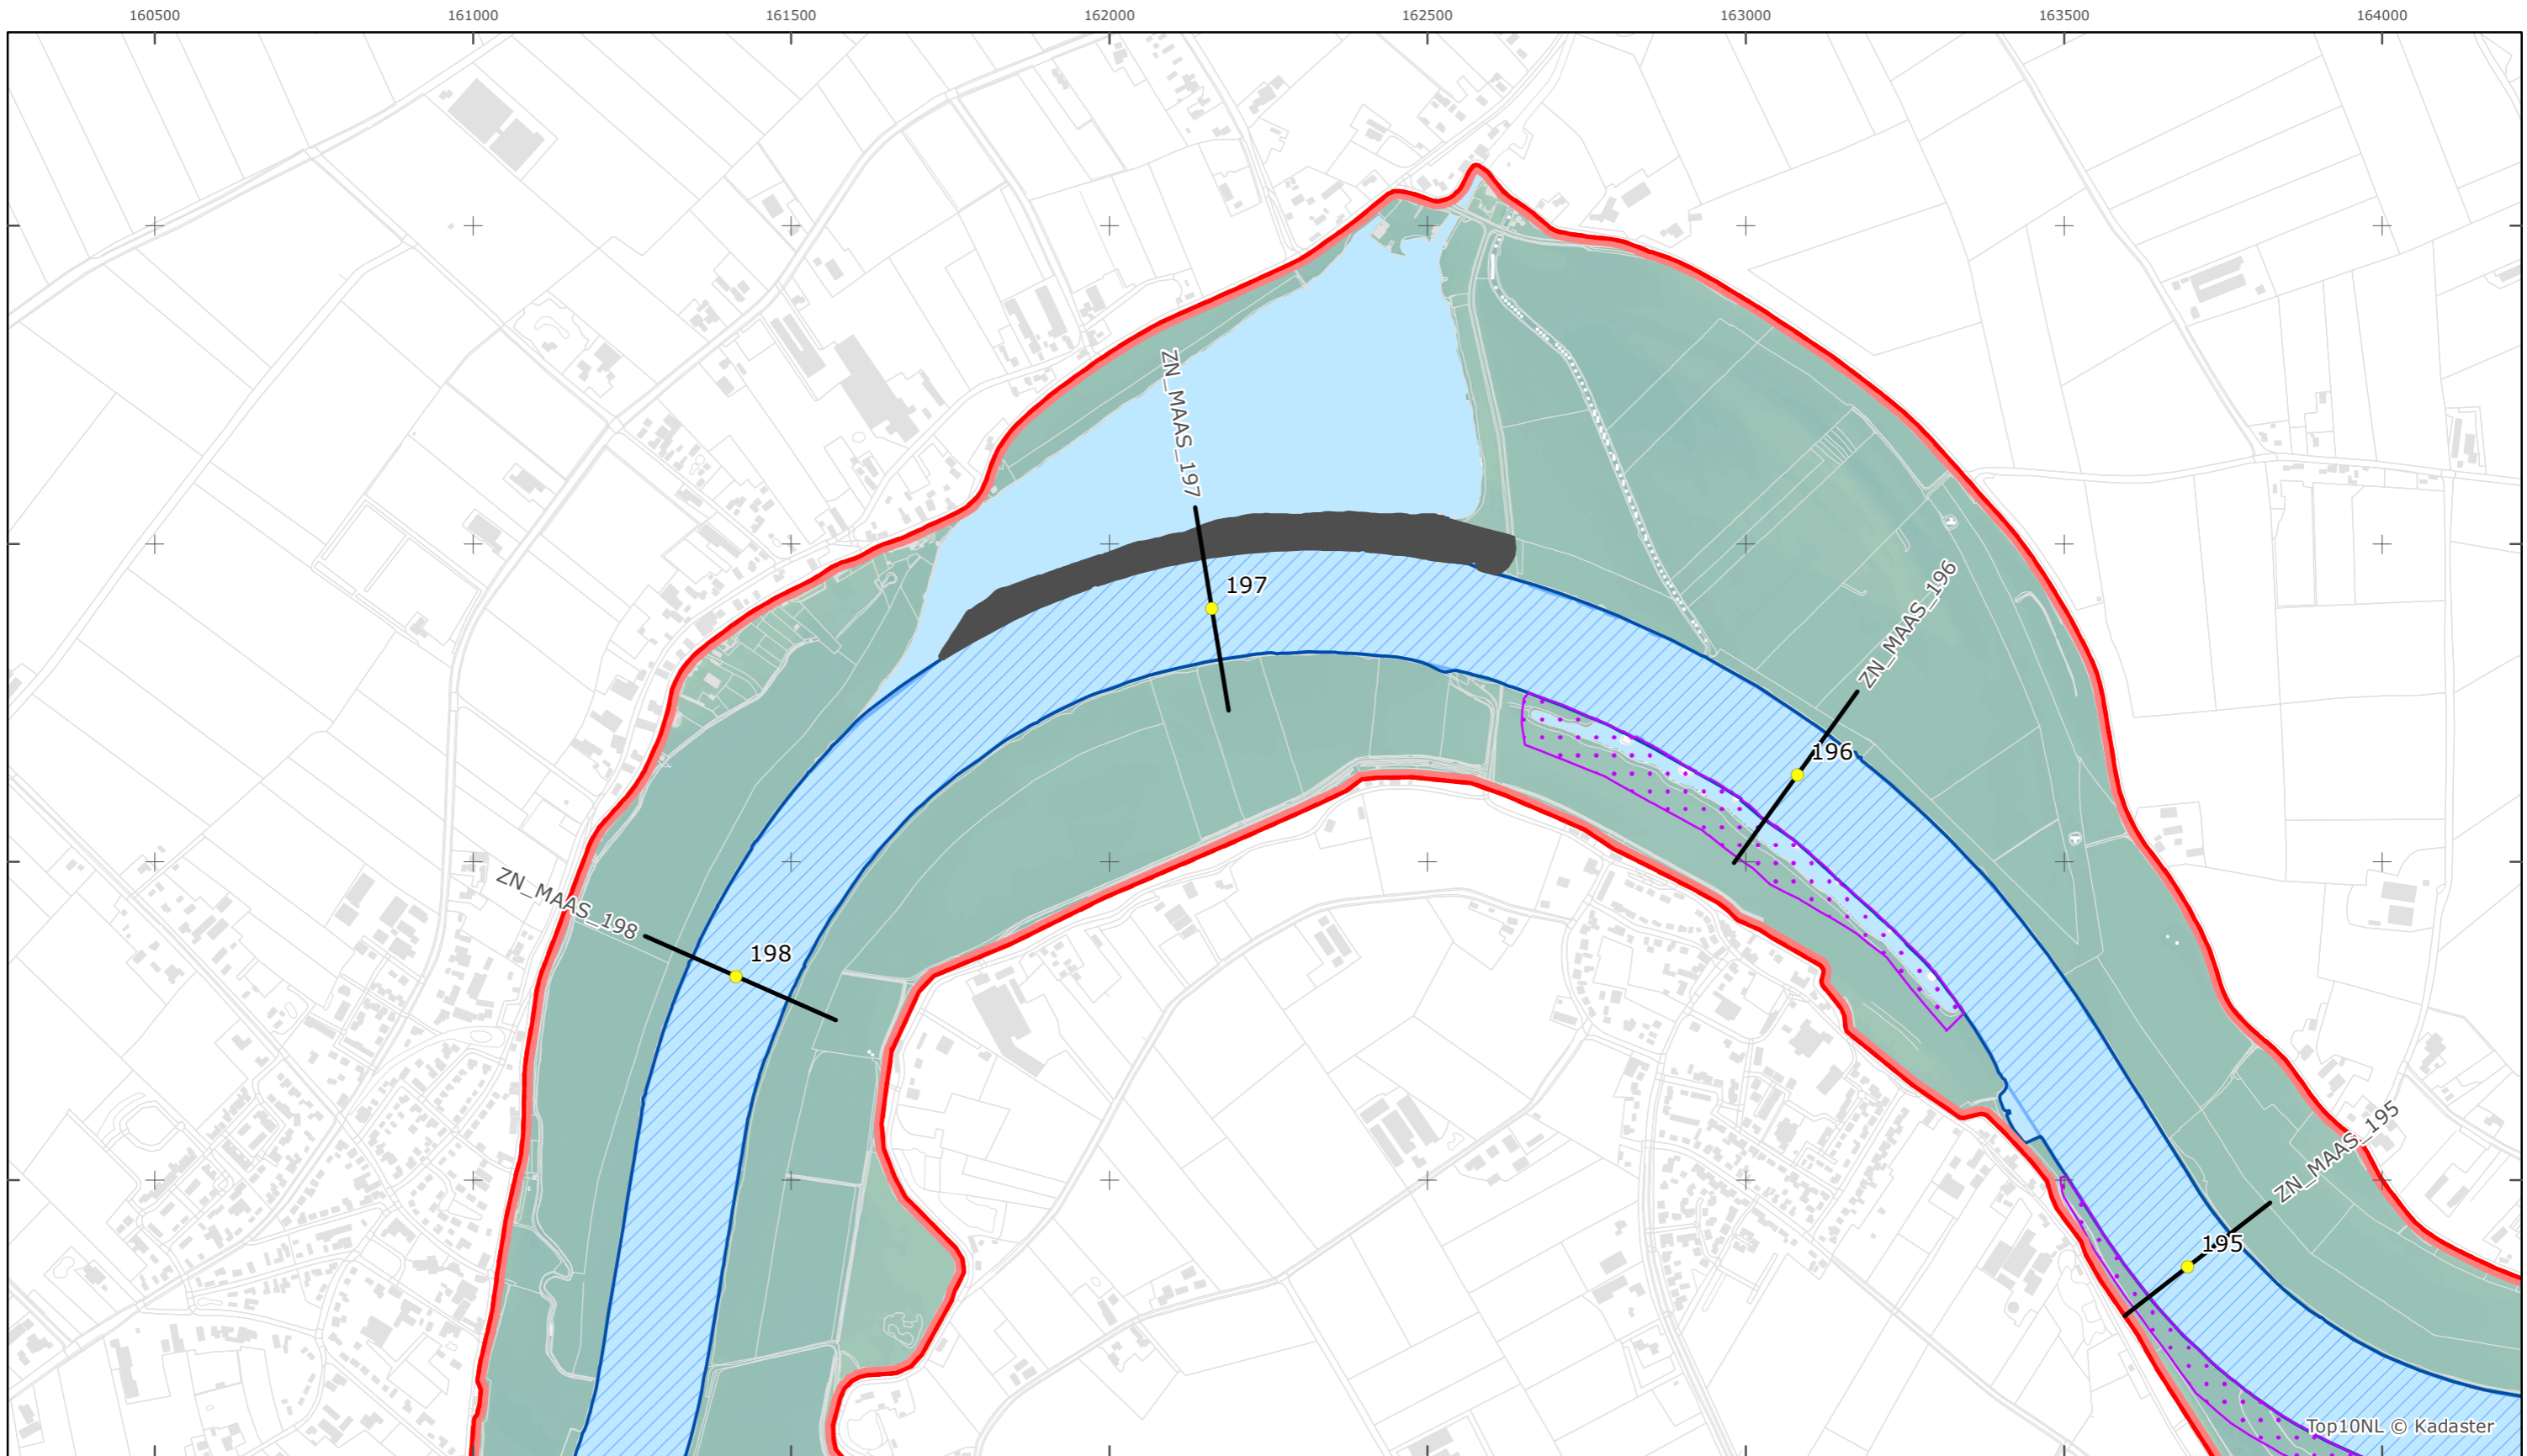 160500 161000 161500 162000 162500 163000 163500 164000
ZN_MAAS_197
197
ZN_MAAS_196
196
ZN_MAAS_198
198
ZN_MAAS_195
195
Top10NL © Kadaster